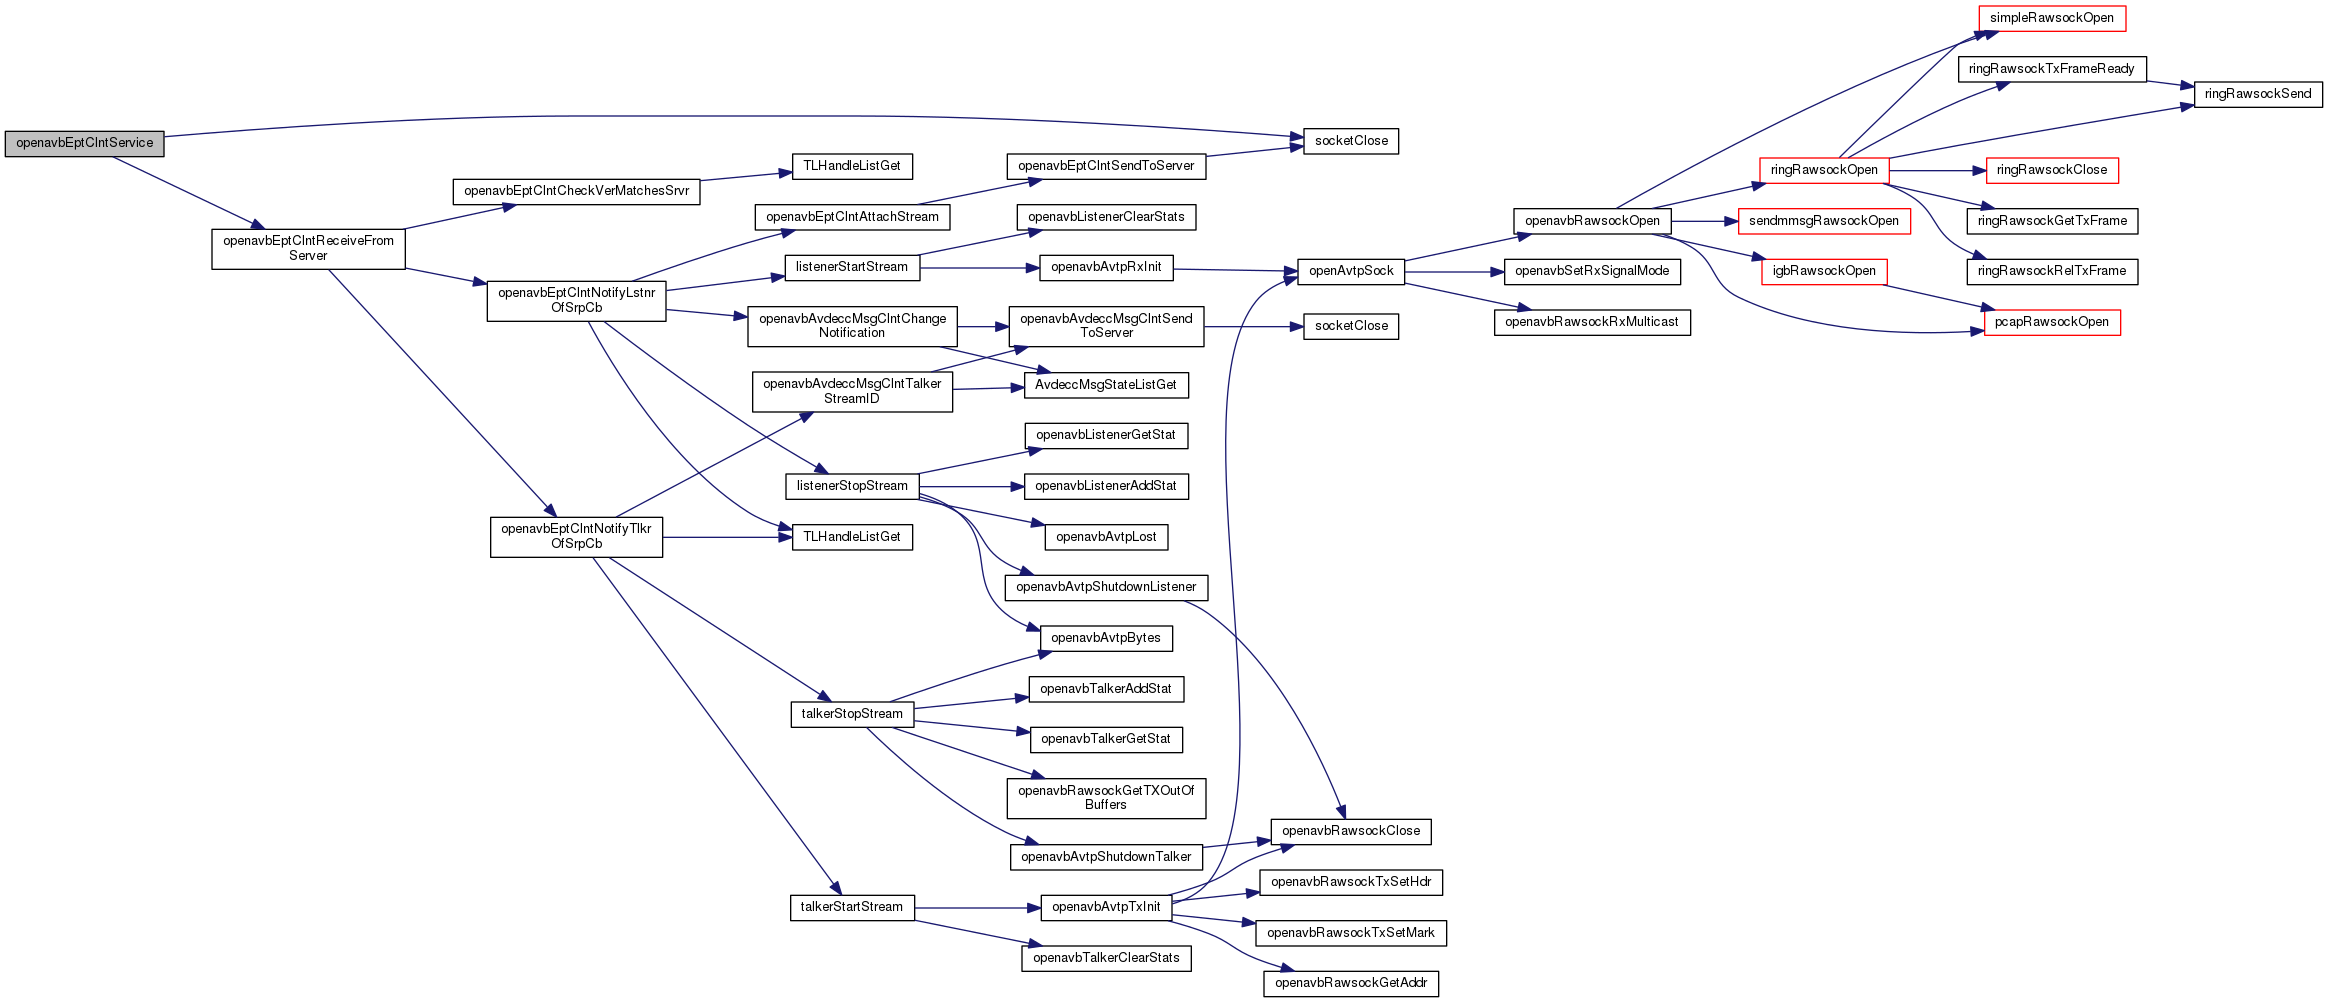 openavbEptClntService
openavbEptClntReceiveFrom
Server
openavbEptClntCheckVerMatchesSrvr
TLHandleListGet
openavbEptClntNotifyLstnr
OfSrpCb
openavbEptClntNotifyTlkr
OfSrpCb
openavbEptClntAttachStream
openavbEptClntSendToServer
socketClose
listenerStartStream
openavbListenerClearStats
openavbAvtpRxInit
openavbAvdeccMsgClntChange
Notification
openavbAvdeccMsgClntSend
ToServer
socketClose
openavbAvdeccMsgClntTalker
StreamID
AvdeccMsgStateListGet
listenerStopStream
openavbListenerGetStat
openavbListenerAddStat
openavbAvtpLost
TLHandleListGet
openavbAvtpShutdownListener
openavbAvtpBytes
talkerStopStream
openavbTalkerAddStat
openavbTalkerGetStat
openavbRawsockGetTXOutOf
Buffers
openavbAvtpShutdownTalker
openavbRawsockClose
talkerStartStream
openavbAvtpTxInit
openavbTalkerClearStats
openavbRawsockTxSetHdr
openavbRawsockTxSetMark
openavbRawsockGetAddr
openAvtpSock
openavbRawsockOpen
openavbSetRxSignalMode
openavbRawsockRxMulticast
simpleRawsockOpen
ringRawsockTxFrameReady
ringRawsockSend
ringRawsockOpen
ringRawsockClose
sendmmsgRawsockOpen
ringRawsockGetTxFrame
igbRawsockOpen
ringRawsockRelTxFrame
pcapRawsockOpen